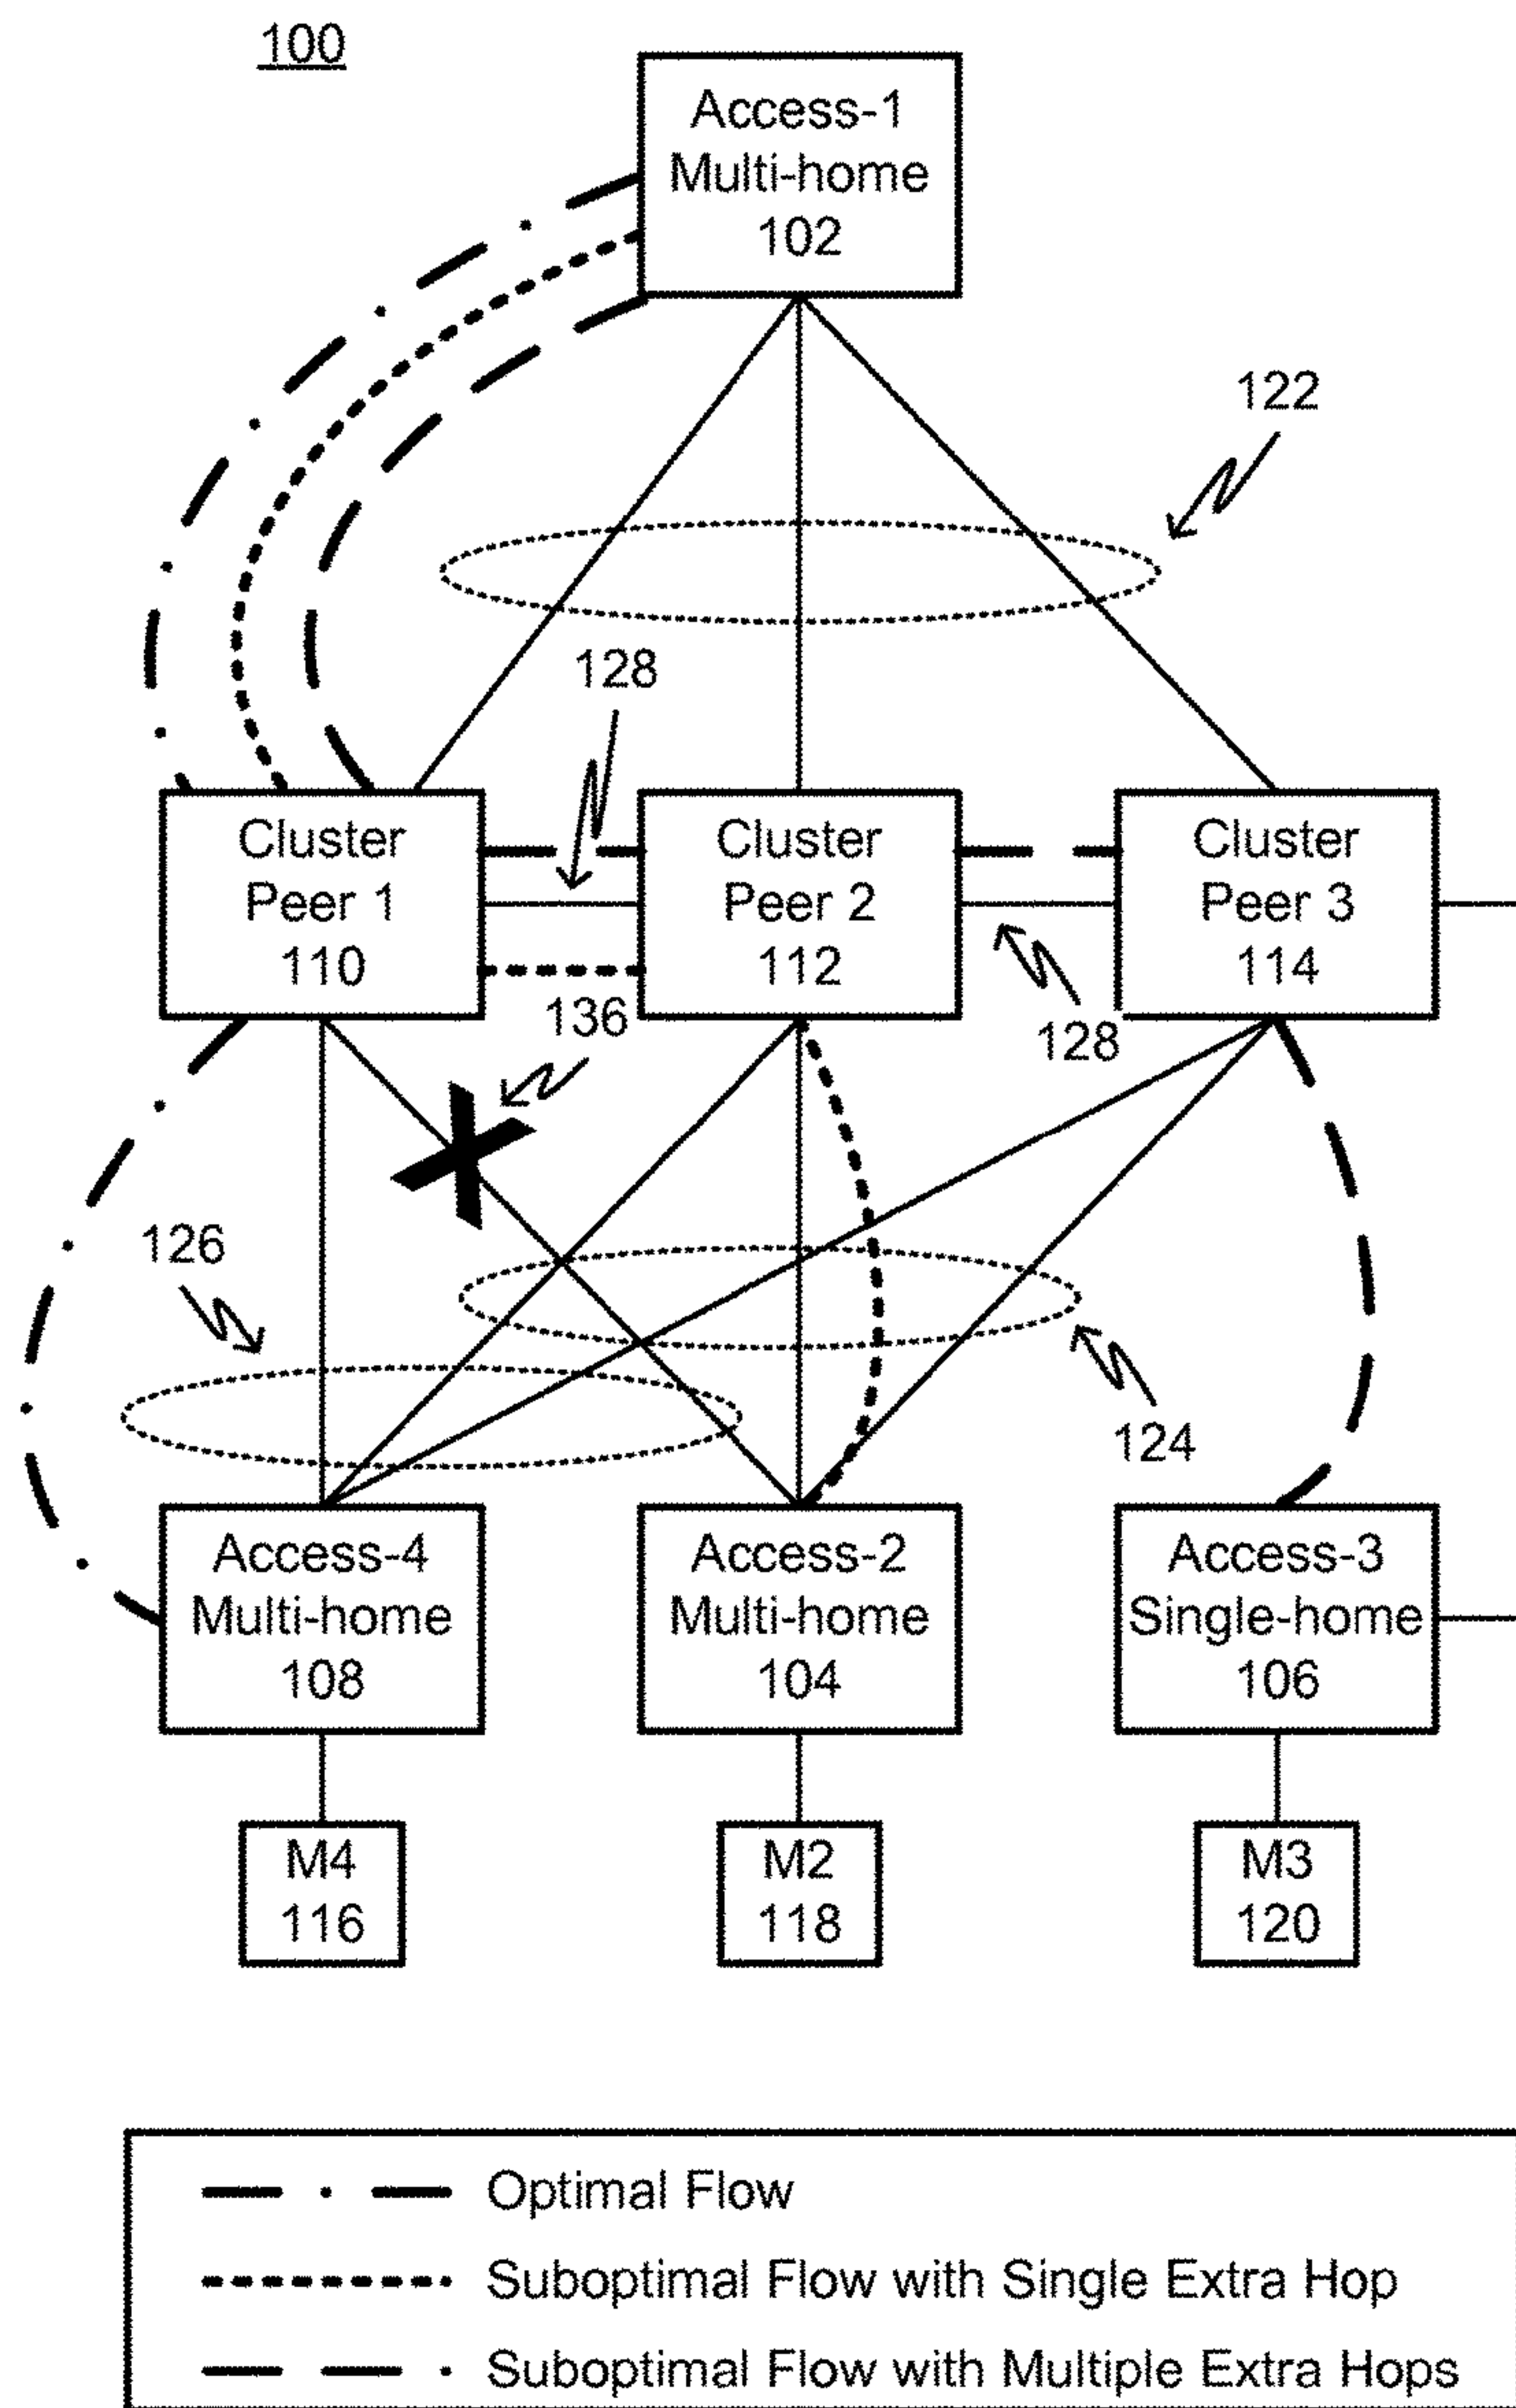 100
Access-1
Multi-home
102
122
128
Cluster
Peer 1
110
Cluster
Peer 2
112
Cluster
Peer 3
114
136
128
126
124
Access-4
Multi-home
108
Access-2
Multi-home
104
Access-3
Single-home
106
M4
116
M2
118
M3
120
Optimal Flow
Suboptimal Flow with Single Extra Hop
Suboptimal Flow with Multiple Extra Hops